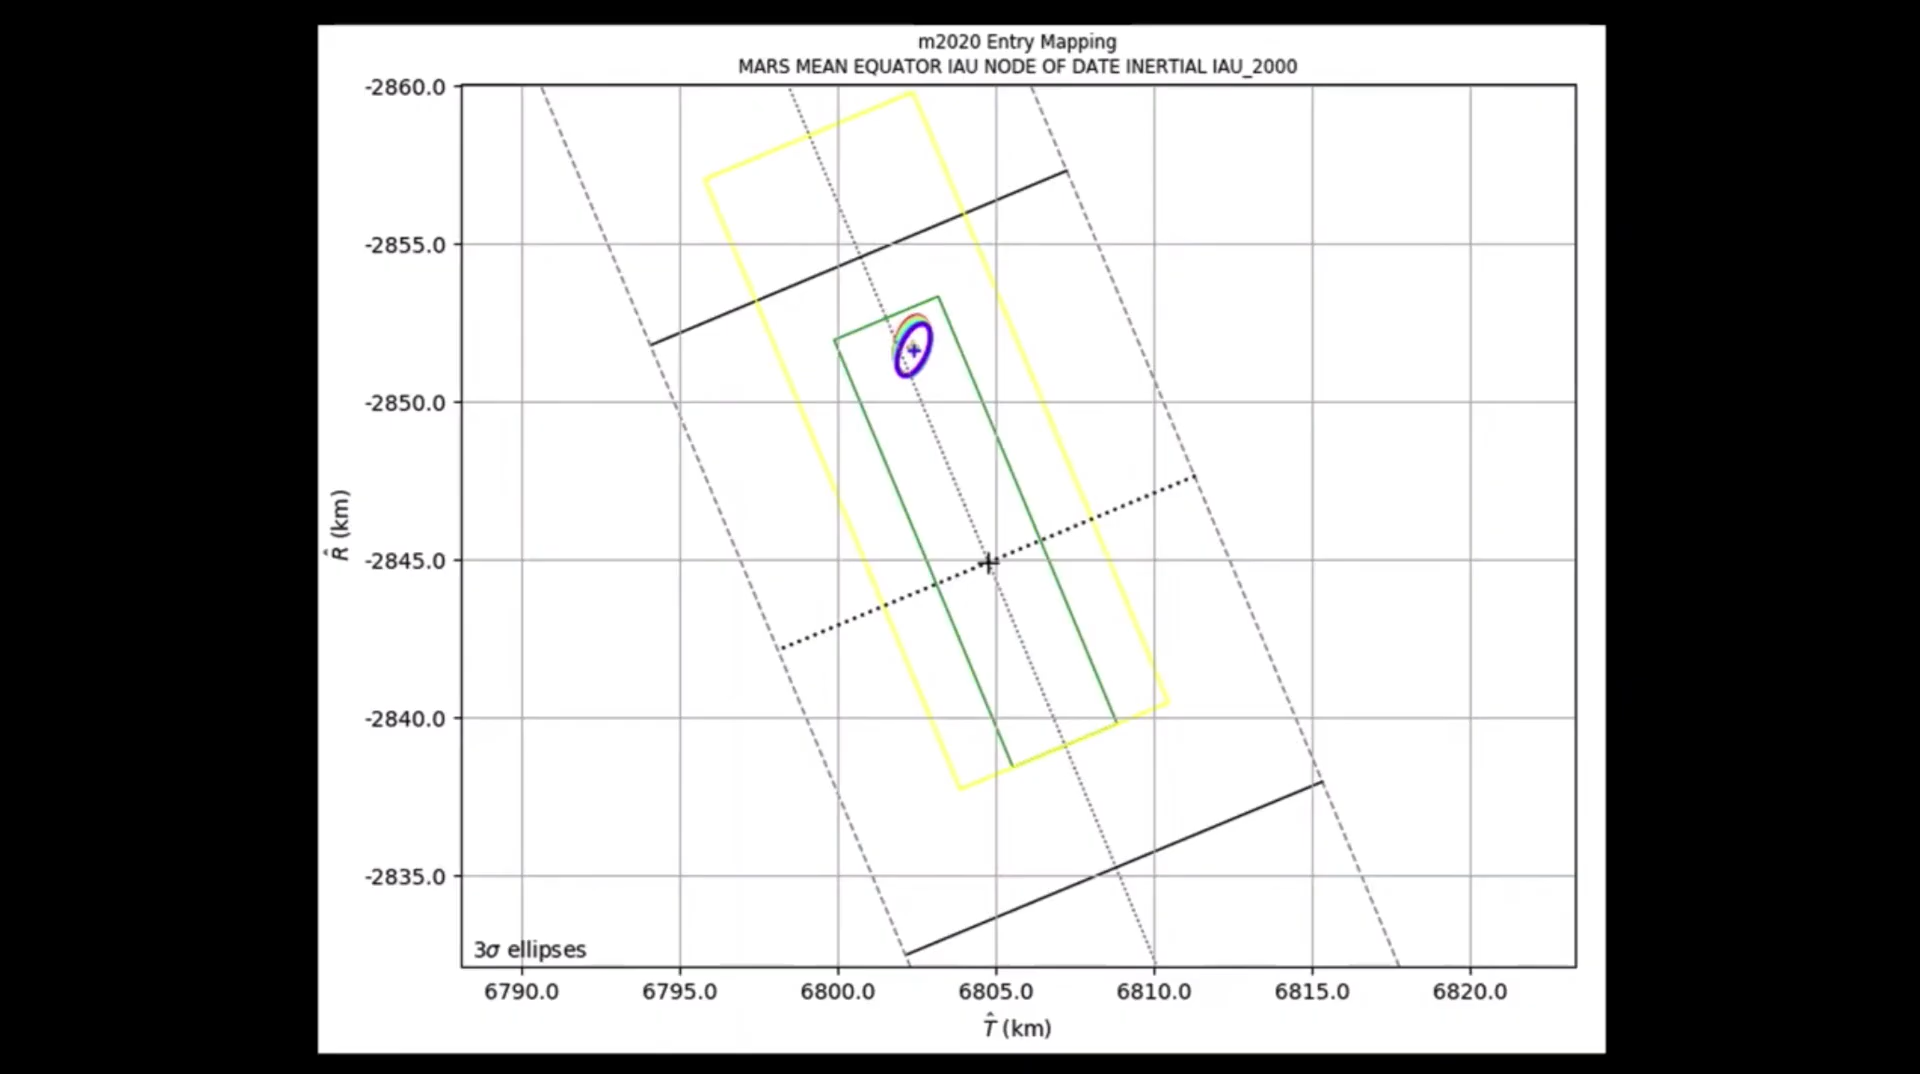 m2020 Entry Mapping
MARS MEAN EQUATOR IAU NODE OF DATE INERTIAL IAU_2000
-2860.0
-2855.0
-2850.0
-2845.0
-2840.0
-2835.0
R̂ (km)
3σ ellipses
6790.0 6795.0 6800.0 6805.0 6810.0 6815.0 6820.0
T̂ (km)